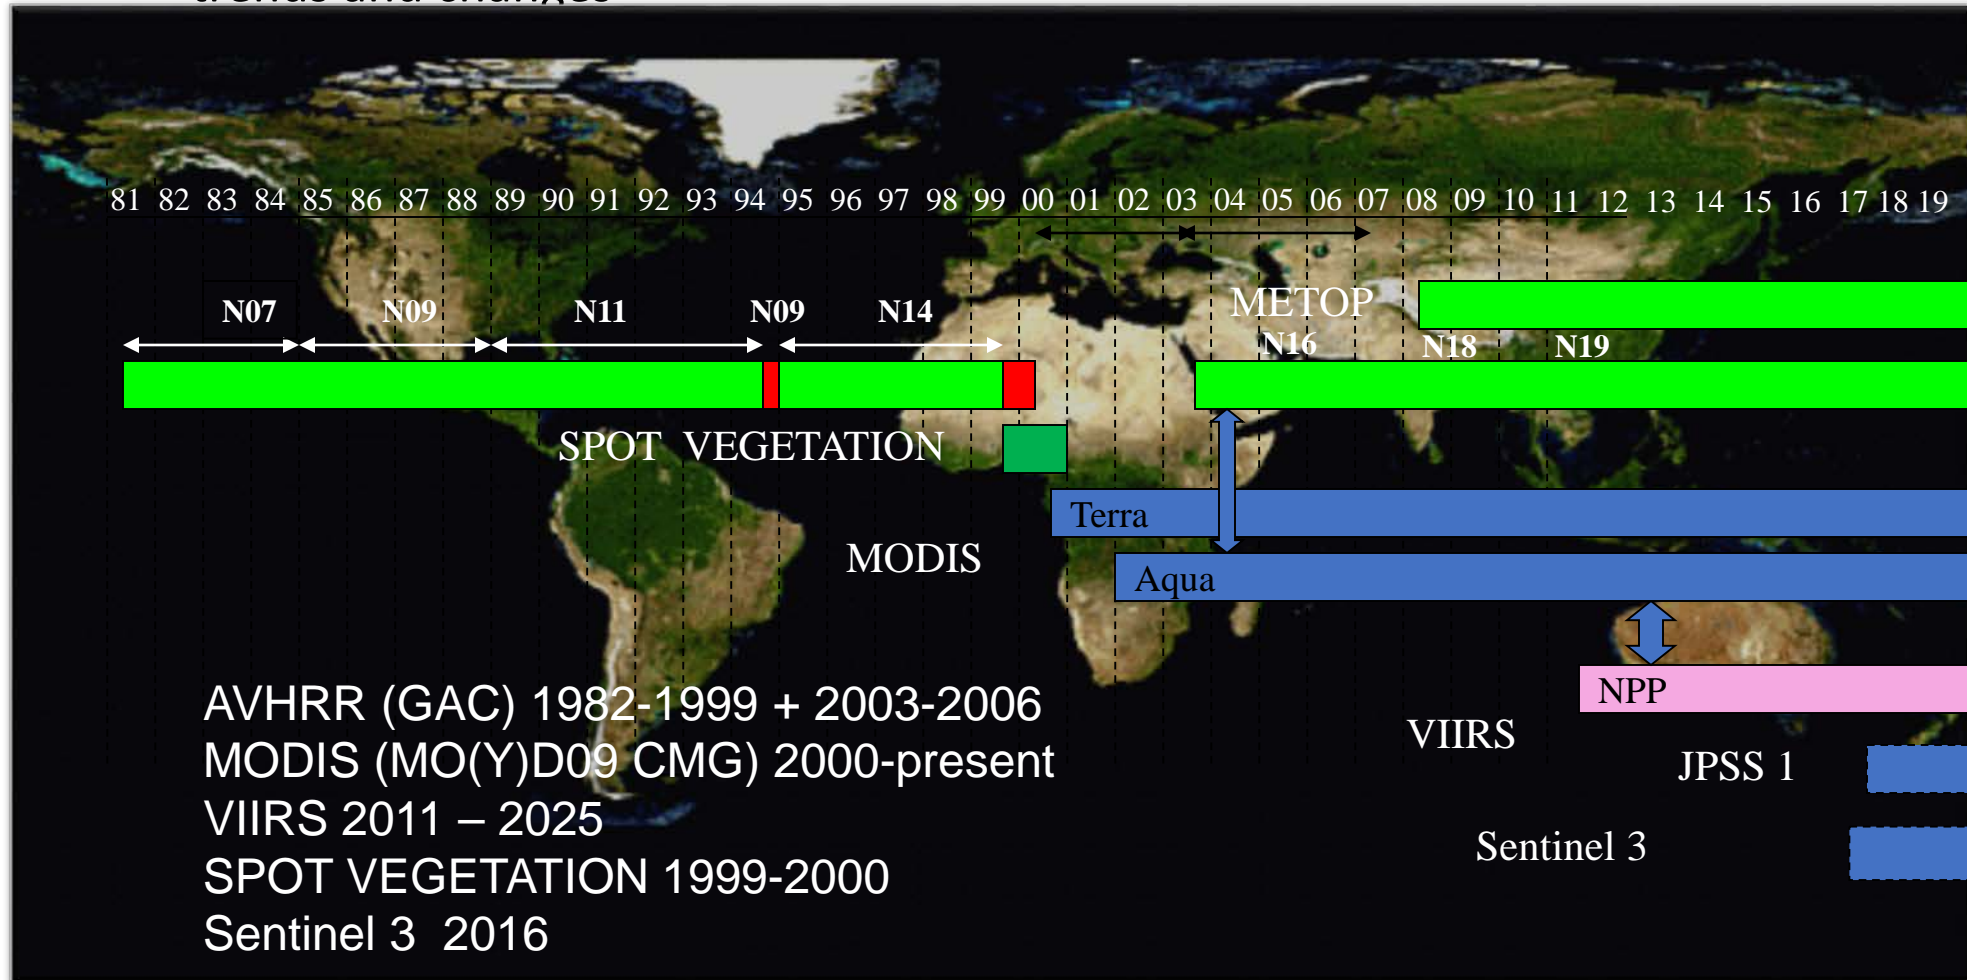 trends and changes
81 82 83 84 85 86 87 88 89 90 91 92 93 94 95 96 97 98 99 00 01 02 03 04 05 06 07 08 09 10 11 12 13 14 15 16 17 18 19
N07 N09 N11 N09 N14
METOP
N16 N18 N19
SPOT VEGETATION
Terra
MODIS
Aqua
NPP
VIIRS
JPSS 1
Sentinel 3
AVHRR (GAC) 1982-1999 + 2003-2006
MODIS (MO(Y)D09 CMG) 2000-present
VIIRS 2011 – 2025
SPOT VEGETATION 1999-2000
Sentinel 3 2016